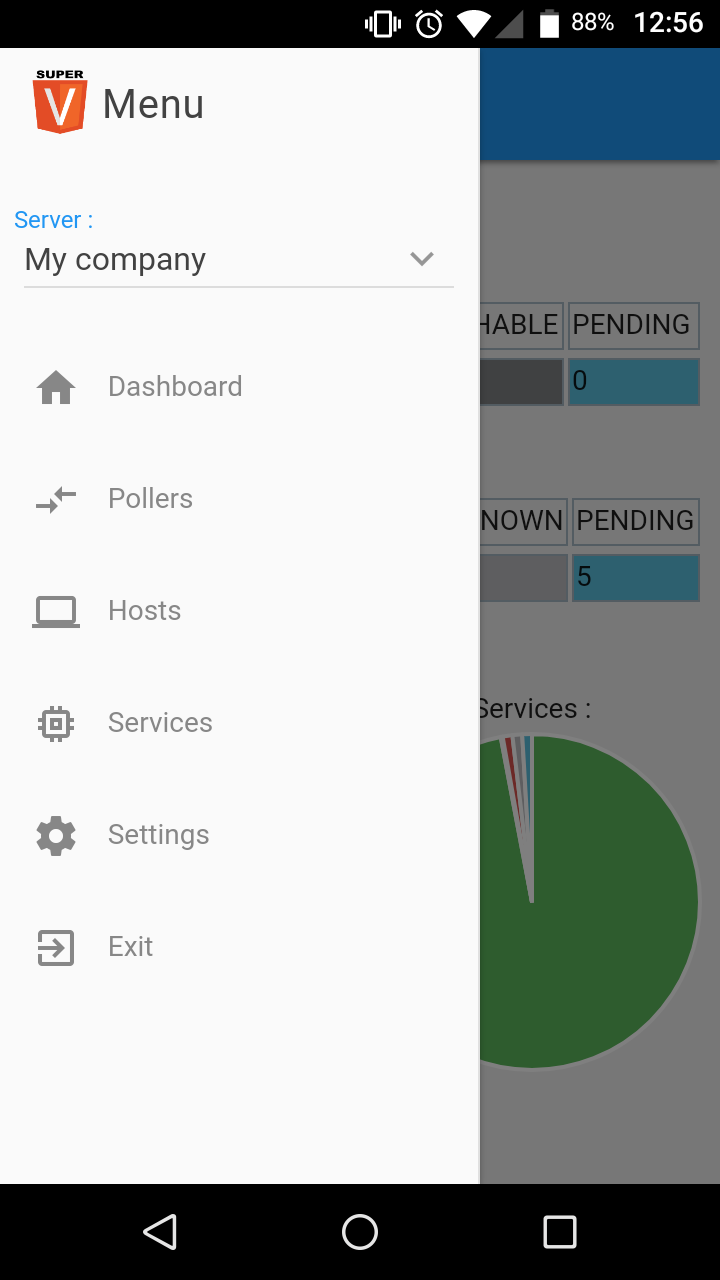 88% 12:56
SUPER
V Menu
Server :
My company
HABLE PENDING
0
Dashboard
Pollers
NOWN PENDING
5
Hosts
Services
Services :
Settings
Exit